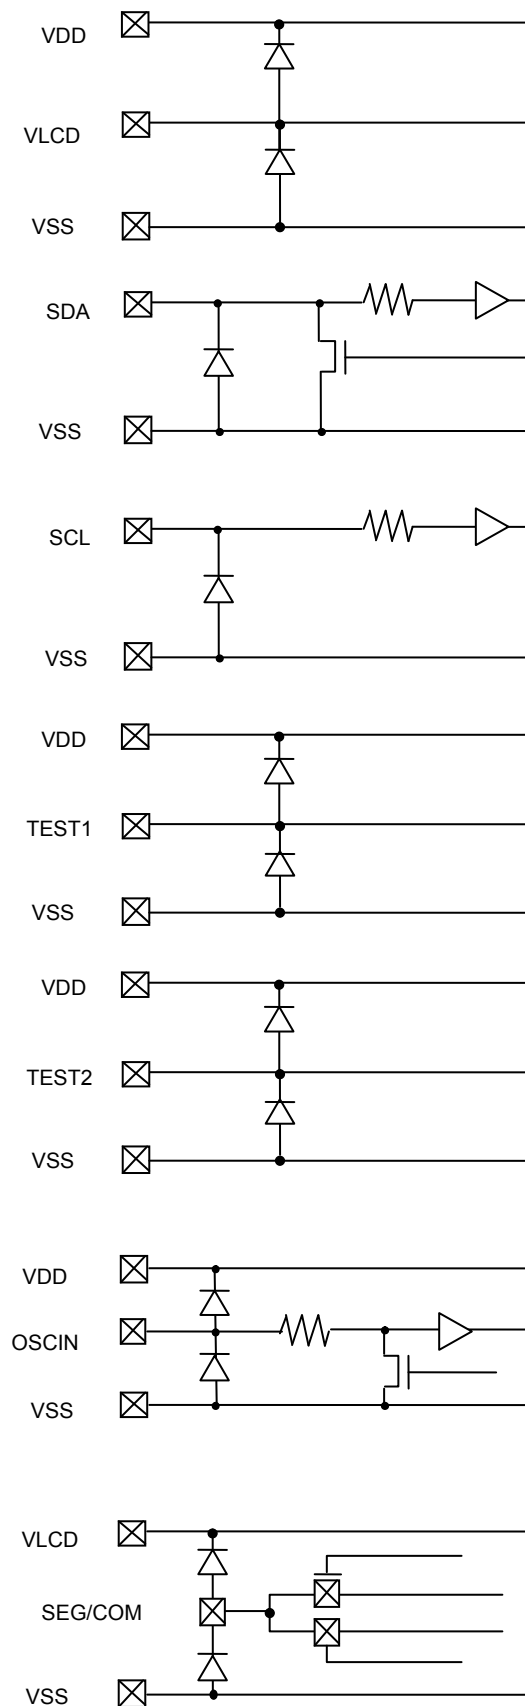 VDD
VLCD
VSS
SDA
VSS
SCL
VSS
VDD
TEST1
VSS
VDD
TEST2
VSS
VDD
OSCIN
VSS
VLCD
SEG/COM
VSS